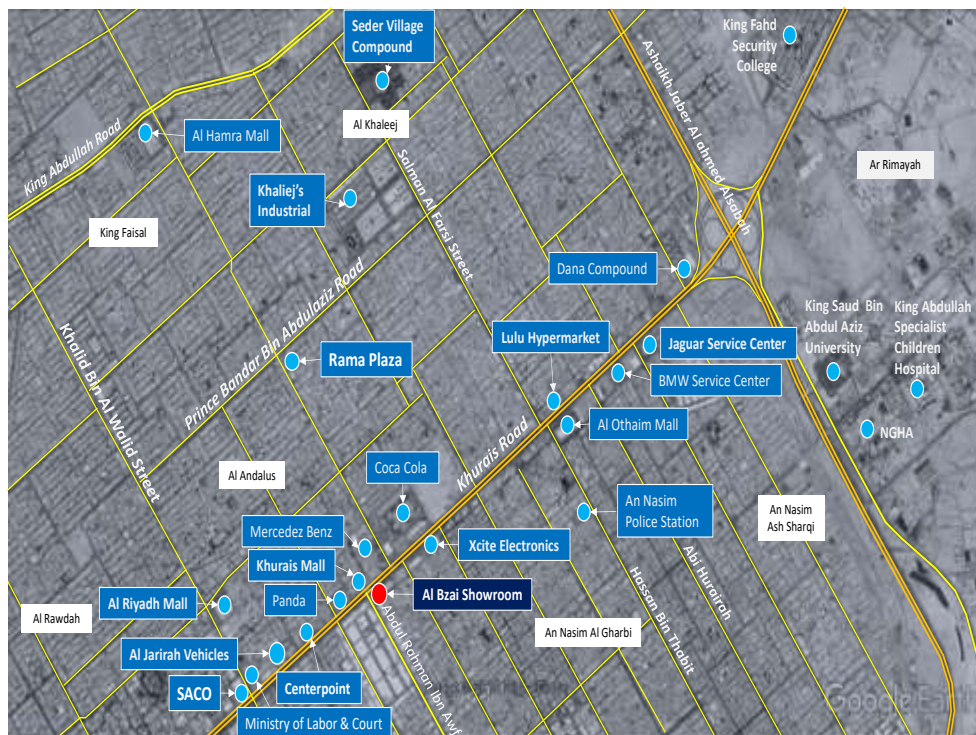 Seder Village
Compound
King Fahd
Security
College
Ashaikh Jaber Al ahmed Alsabah
King Abdullah Road
Al Hamra Mall
Al Khaleej
Salman Al Farsi Street
Ar Rimayah
Khaliej's
Industrial
King Faisal
Dana Compound
Prince Bandar Bin Abdulaziz Road
Khalid Bin Al Walid Street
King Saud Bin
Abdul Aziz
University
King Abdullah
Specialist
Children
Hospital
Lulu Hypermarket
Jaguar Service Center
Rama Plaza
BMW Service Center
Al Othaim Mall
NGHA
Khurais Road
Al Andalus
Coca Cola
An Nasim
Police Station
An Nasim
Ash Sharqi
Mercedez Benz
Xcite Electronics
Khurais Mall
Abi Hurairah
Al Riyadh Mall
Panda
Al Bzai Showroom
Al Rawdah
Hassan Bin Thabit
An Nasim Al Gharbi
Abdul Rahman Ibn Awf
Al Jarirah Vehicles
SACO
Centerpoint
Ministry of Labor & Court